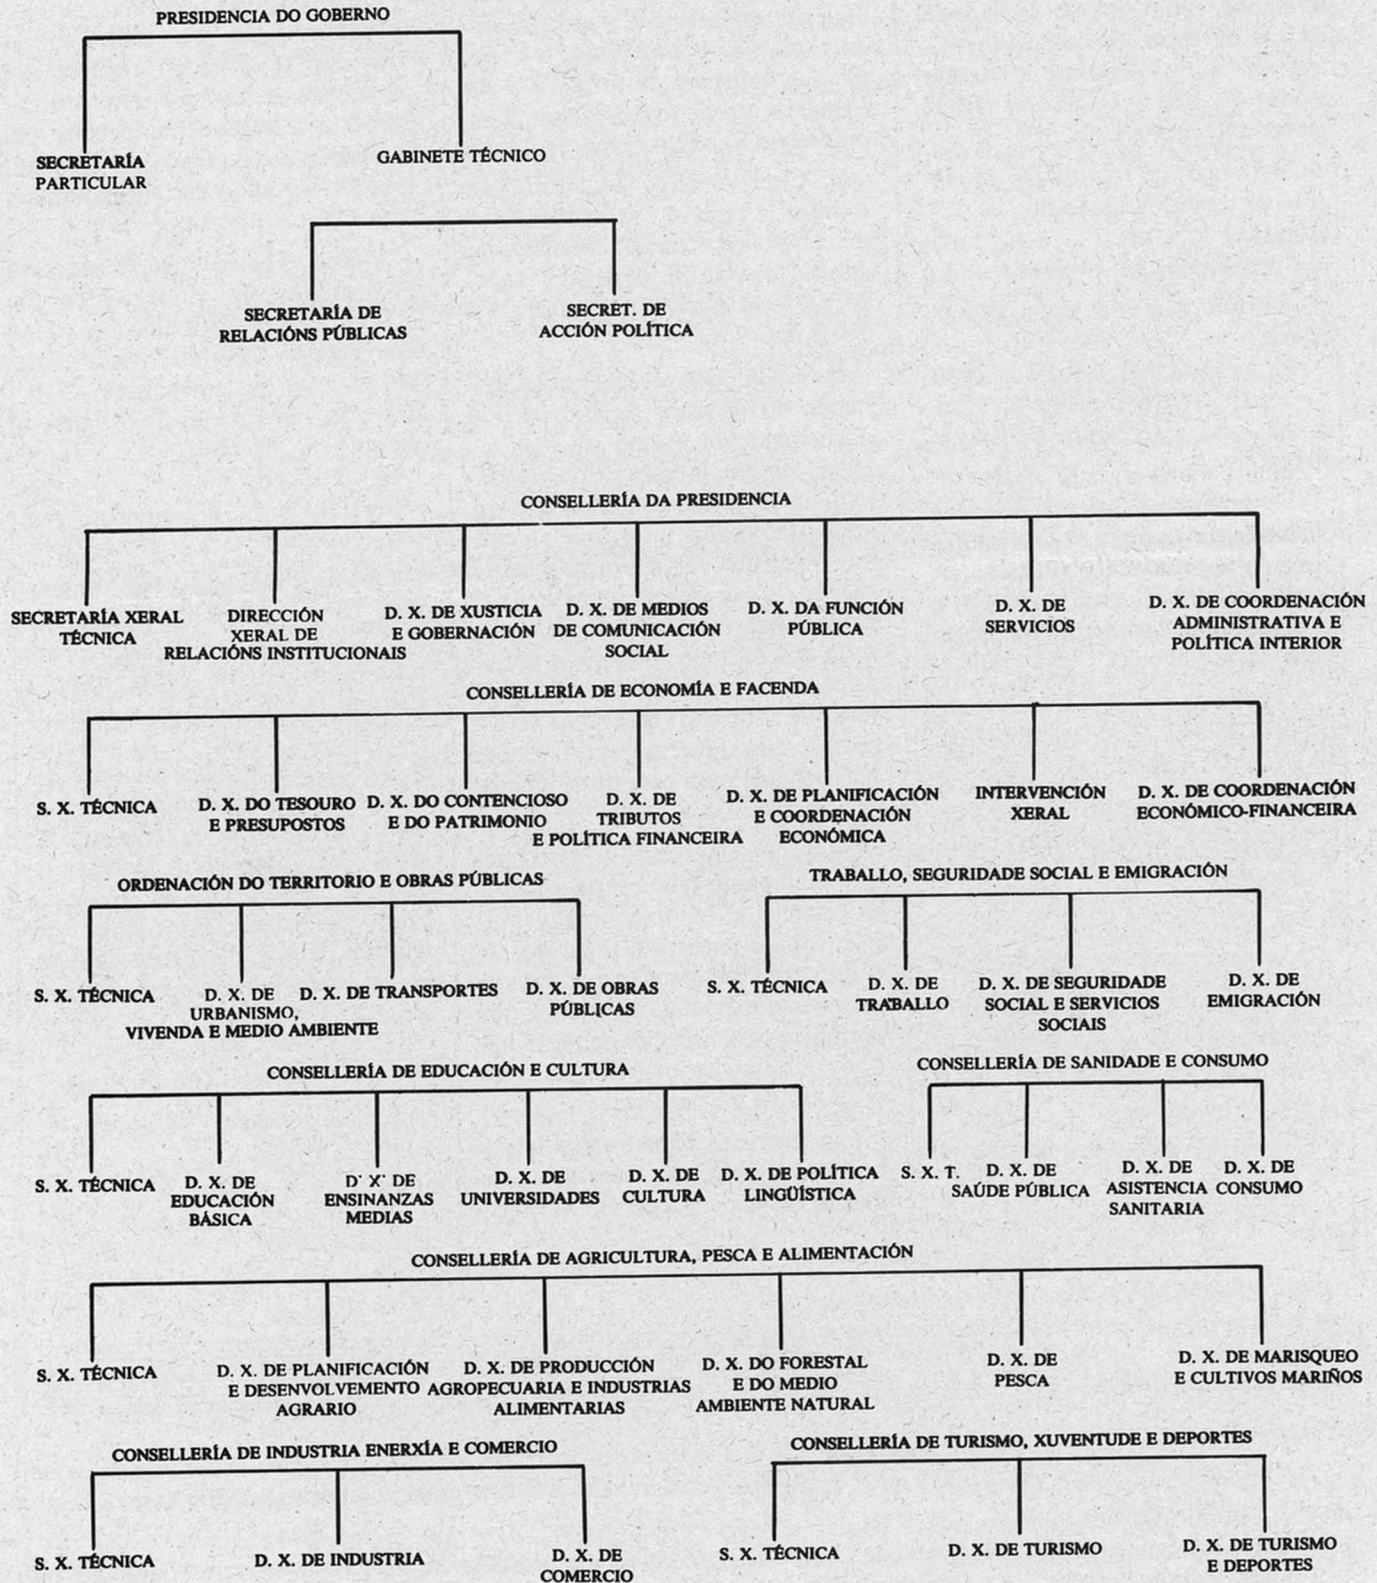 PRESIDENCIA DO GOBERNO
SECRETARÍA
PARTICULAR
GABINETE TÉCNICO
SECRETARÍA DE
RELACIÓNS PÚBLICAS
SECRET. DE
ACCIÓN POLÍTICA
CONSELLERÍA DA PRESIDENCIA
SECRETARÍA XERAL
TÉCNICA
DIRECCIÓN
XERAL DE
RELACIÓNS INSTITUCIONAIS
D. X. DE XUSTICIA
E GOBERNACIÓN
D. X. DE MEDIOS
DE COMUNICACIÓN
SOCIAL
D. X. DA FUNCIÓN
PÚBLICA
D. X. DE
SERVICIOS
D. X. DE COORDENACIÓN
ADMINISTRATIVA E
POLÍTICA INTERIOR
CONSELLERÍA DE ECONOMÍA E FACENDA
S. X. TÉCNICA
D. X. DO TESOURO
E PRESUPOSTOS
D. X. DO CONTENCIOSO
E DO PATRIMONIO
D. X. DE
TRIBUTOS
E POLÍTICA FINANCEIRA
D. X. DE PLANIFICACIÓN
E COORDENACIÓN
ECONÓMICA
INTERVENCIÓN
XERAL
D. X. DE COORDENACIÓN
ECONÓMICO-FINANCEIRA
ORDENACIÓN DO TERRITORIO E OBRAS PÚBLICAS
S. X. TÉCNICA
D. X. DE
URBANISMO,
VIVENDA E MEDIO AMBIENTE
D. X. DE TRANSPORTES
D. X. DE OBRAS
PÚBLICAS
TRABALLO, SEGURIDADE SOCIAL E EMIGRACIÓN
S. X. TÉCNICA
D. X. DE
TRABALLO
D. X. DE SEGURIDADE
SOCIAL E SERVICIOS
SOCIAIS
D. X. DE
EMIGRACIÓN
CONSELLERÍA DE EDUCACIÓN E CULTURA
S. X. TÉCNICA
D. X. DE
EDUCACIÓN
BÁSICA
D. X. DE
ENSINANZAS
MEDIAS
D. X. DE
UNIVERSIDADES
D. X. DE
CULTURA
D. X. DE POLÍTICA
LINGÜÍSTICA
CONSELLERÍA DE SANIDADE E CONSUMO
S. X. T.
D. X. DE
SAÚDE PÚBLICA
D. X. DE
ASISTENCIA
SANITARIA
D. X. DE
CONSUMO
CONSELLERÍA DE AGRICULTURA, PESCA E ALIMENTACIÓN
S. X. TÉCNICA
D. X. DE PLANIFICACIÓN
E DESENVOLVEMENTO
AGRARIO
D. X. DE PRODUCCIÓN
AGROPECUARIA E INDUSTRIAS
ALIMENTARIAS
D. X. DO FORESTAL
E DO MEDIO
AMBIENTE NATURAL
D. X. DE
PESCA
D. X. DE MARISQUEO
E CULTIVOS MARIÑOS
CONSELLERÍA DE INDUSTRIA ENERXÍA E COMERCIO
S. X. TÉCNICA
D. X. DE INDUSTRIA
D. X. DE
COMERCIO
CONSELLERÍA DE TURISMO, XUVENTUDE E DEPORTES
S. X. TÉCNICA
D. X. DE TURISMO
D. X. DE TURISMO
E DEPORTES